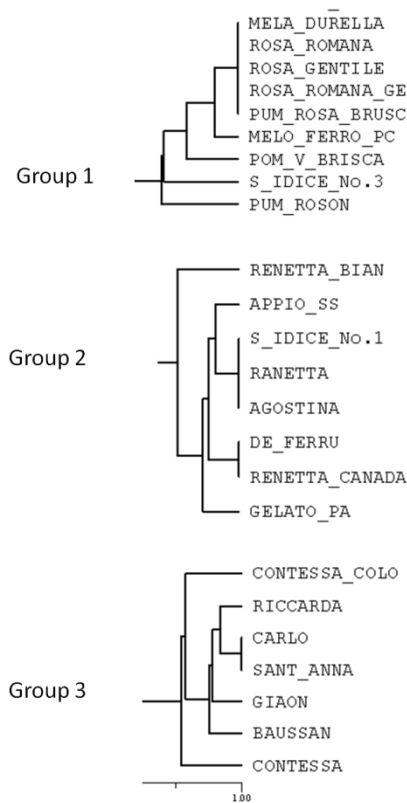 MELA_DURELLA
ROSA_ROMANA
ROSA_GENTILE
ROSA_ROMANA_GE
PUM_ROSA_BRUSC
MELO_FERRO_PC
POM_V_BRISCA
Group 1
S_IDICE_No.3
PUM_ROSON
RENETTA_BIAN
APPIO_SS
S_IDICE_No.1
Group 2
RANETTA
AGOSTINA
DE_FERRU
RENETTA_CANADA
GELATO_PA
CONTESSA_COLO
RICCARDA
CARLO
SANT_ANNA
Group 3
GIAON
BAUSSAN
CONTESSA
1.00